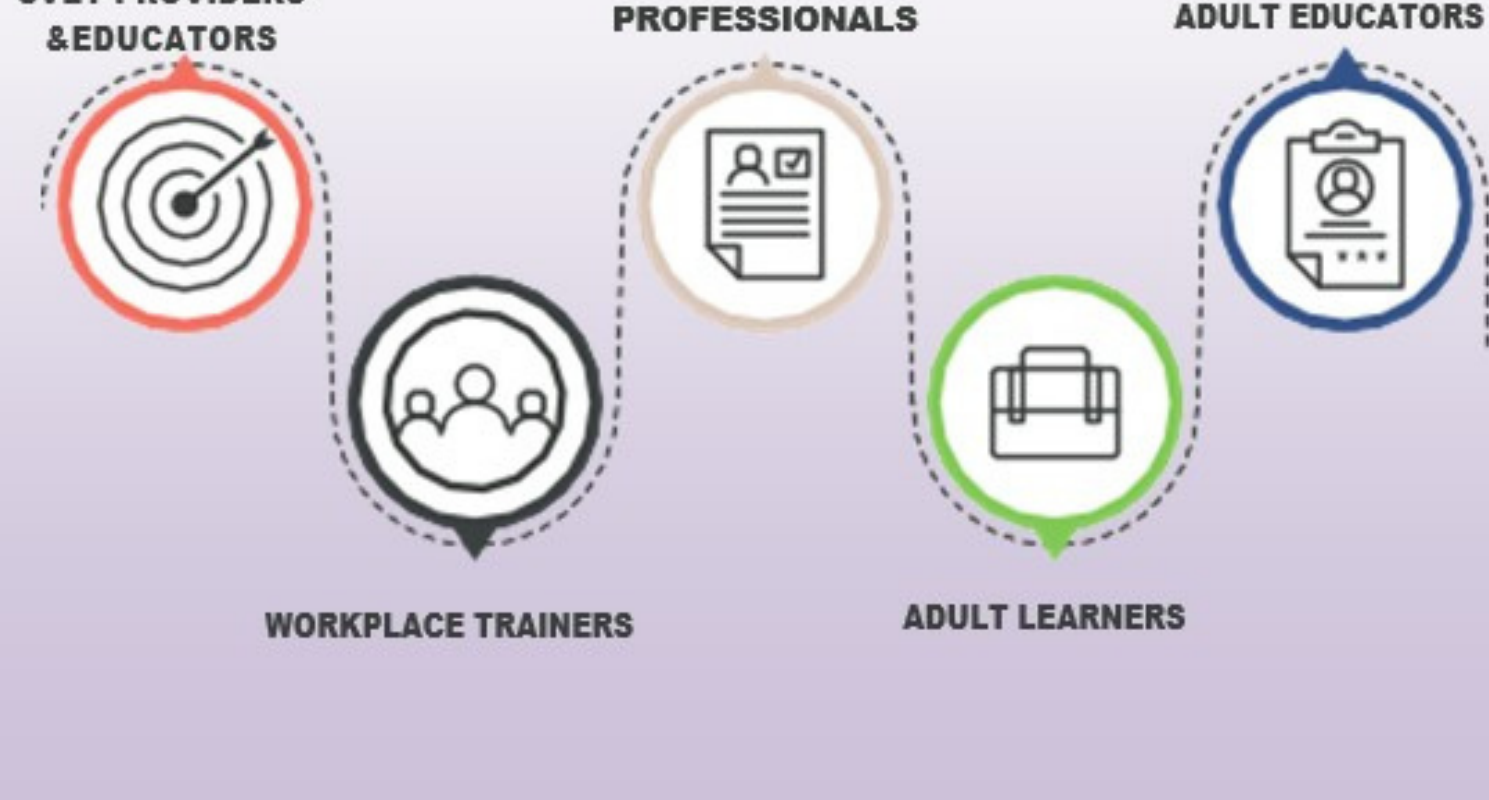 &EDUCATORS
PROFESSIONALS
ADULT EDUCATORS
WORKPLACE TRAINERS
ADULT LEARNERS